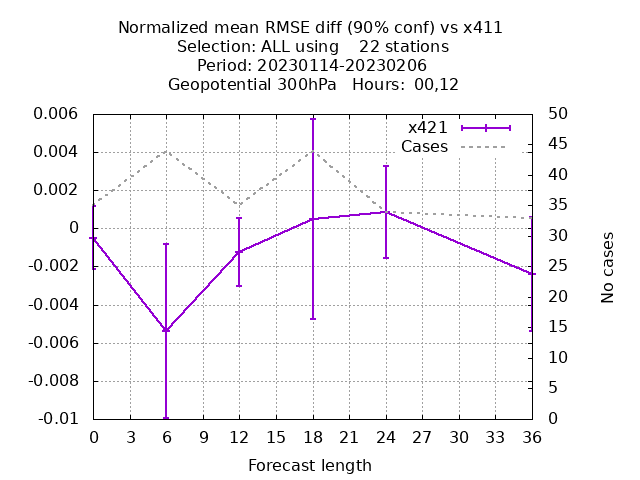 Normalized mean RMSE diff (90% conf) vs x411
Selection: ALL using    22 stations
Period: 20230114-20230206
Geopotential 300hPa   Hours:  00,12
x421
Cases
0.006
0.004
0.002
0
-0.002
-0.004
-0.006
-0.008
-0.01
50
45
40
35
30
25
20
15
10
5
0
No cases
0 3 6 9 12 15 18 21 24 27 30 33 36
Forecast length